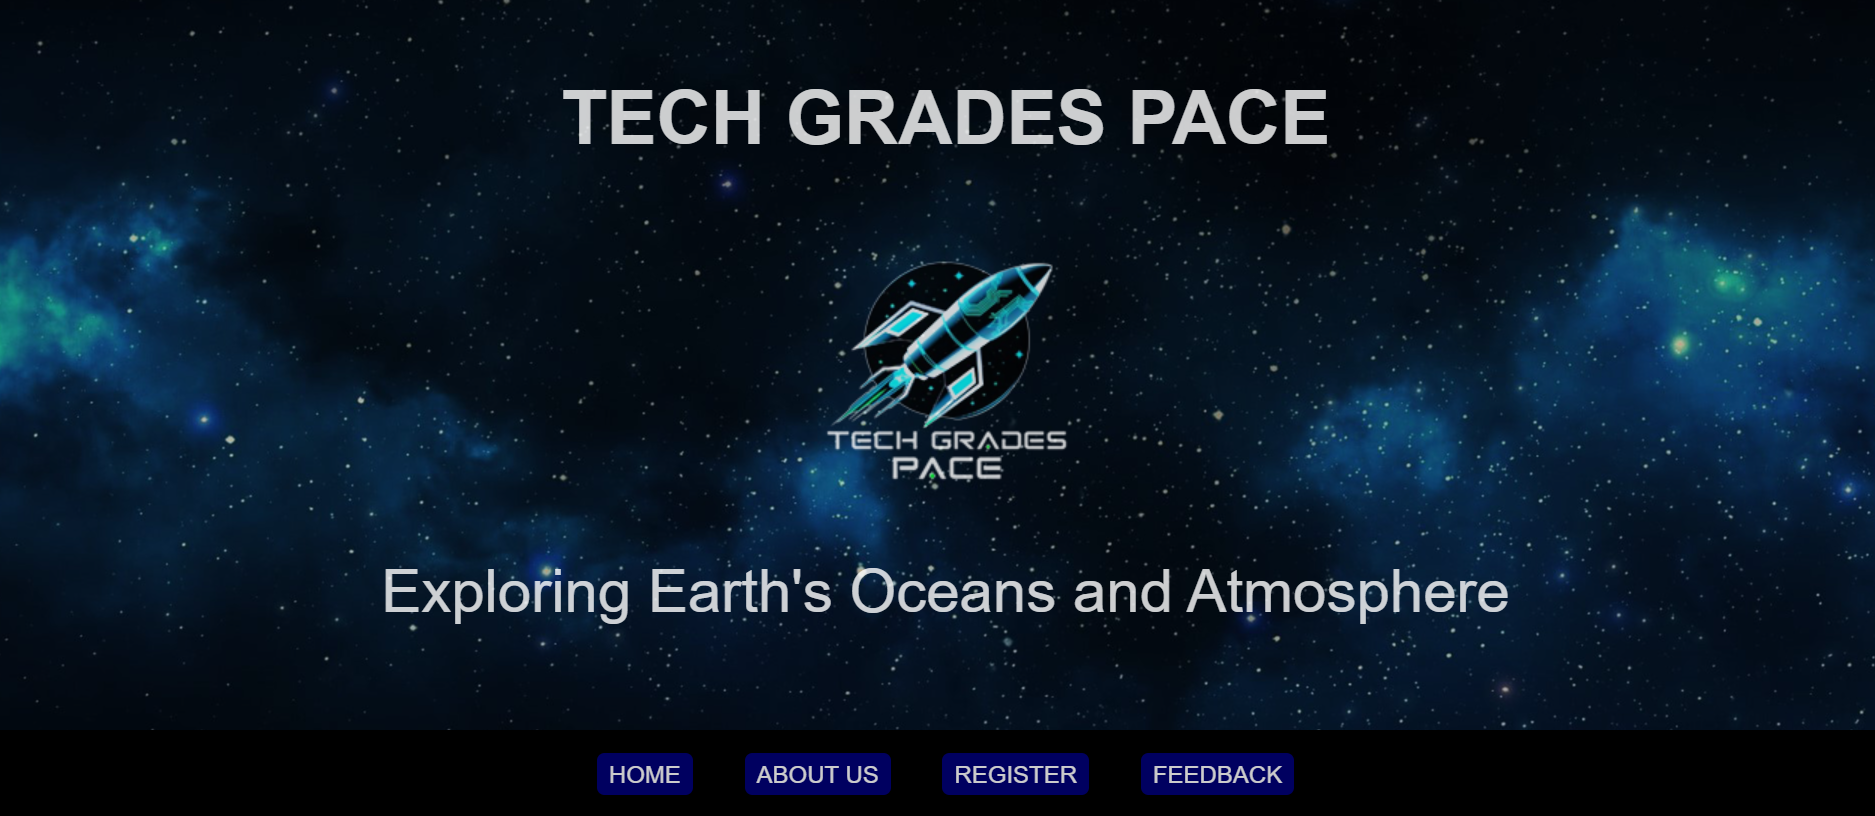 TECH GRADES PACE
TECH GRADES
PACE
Exploring Earth's Oceans and Atmosphere
HOME ABOUT US REGISTER FEEDBACK